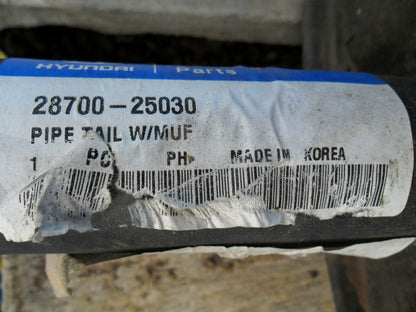 HYUNDAI | Parts
28700-25030
PIPE TAIL W/MUF
1 PC PH MADE IN KOREA